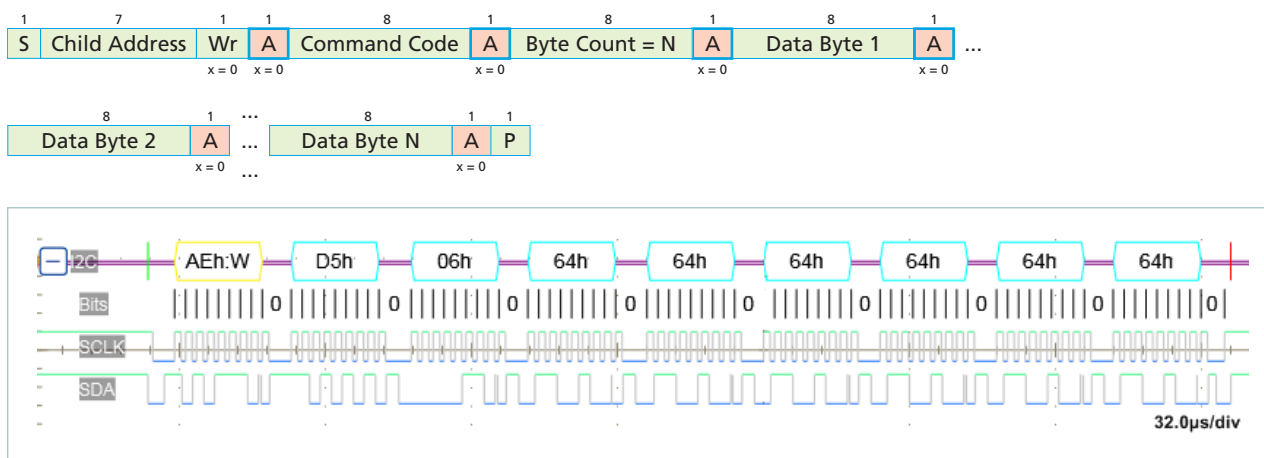 1 7 1 1 8 1 8 1 8 1
S Child Address Wr A Command Code A Byte Count = N A Data Byte 1 A ...
x = 0 x = 0 x = 0 x = 0 x = 0
8 1 ... 8 1 1
Data Byte 2 A ... Data Byte N A P
x = 0 ... x = 0
I2C AEh:W D5h 06h 64h 64h 64h 64h 64h 64h
Bits 0 0 0 0 0 0 0 0 0
SCLK
SDA
32.0µs/div